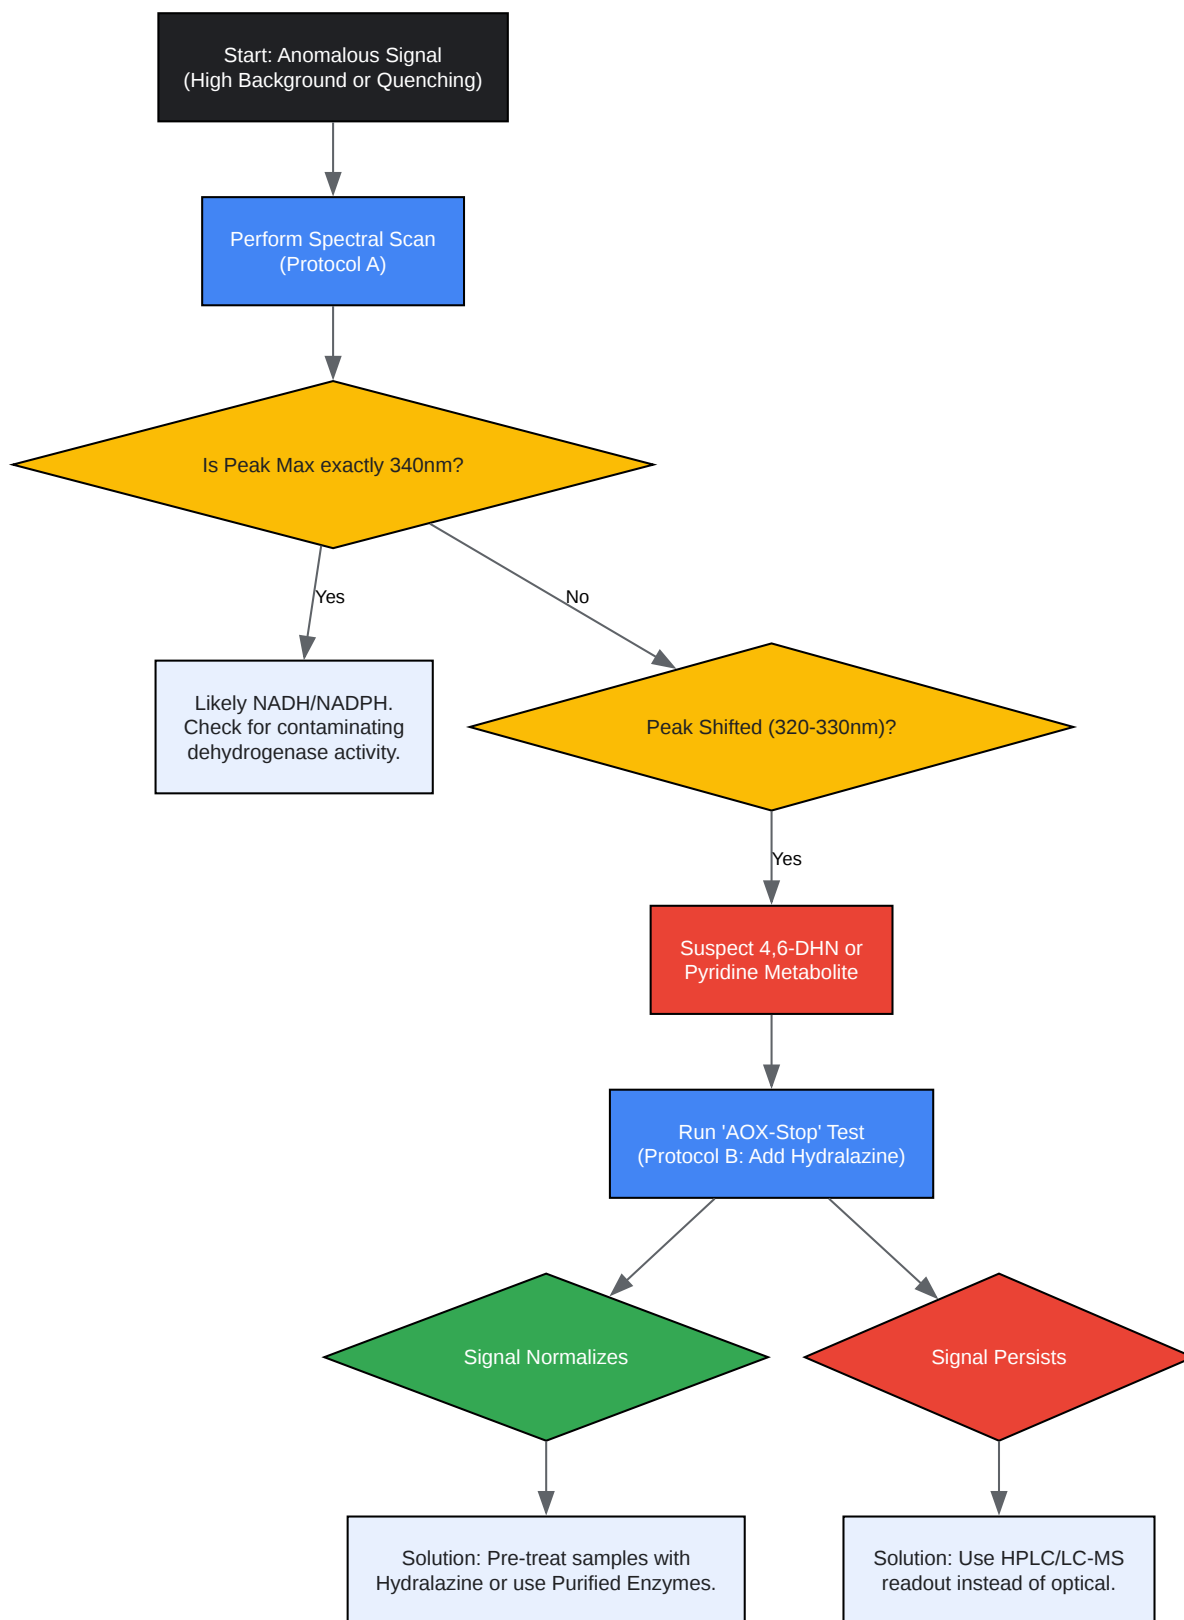 Start: Anomalous Signal
(High Background or Quenching)
Perform Spectral Scan
(Protocol A)
Is Peak Max exactly 340nm?
Yes
No
Likely NADH/NADPH.
Check for contaminating
dehydrogenase activity.
Peak Shifted (320-330nm)?
Yes
Suspect 4,6-DHN or
Pyridine Metabolite
Run 'AOX-Stop' Test
(Protocol B: Add Hydralazine)
Signal Normalizes
Signal Persists
Solution: Pre-treat samples with
Hydralazine or use Purified Enzymes.
Solution: Use HPLC/LC-MS
readout instead of optical.